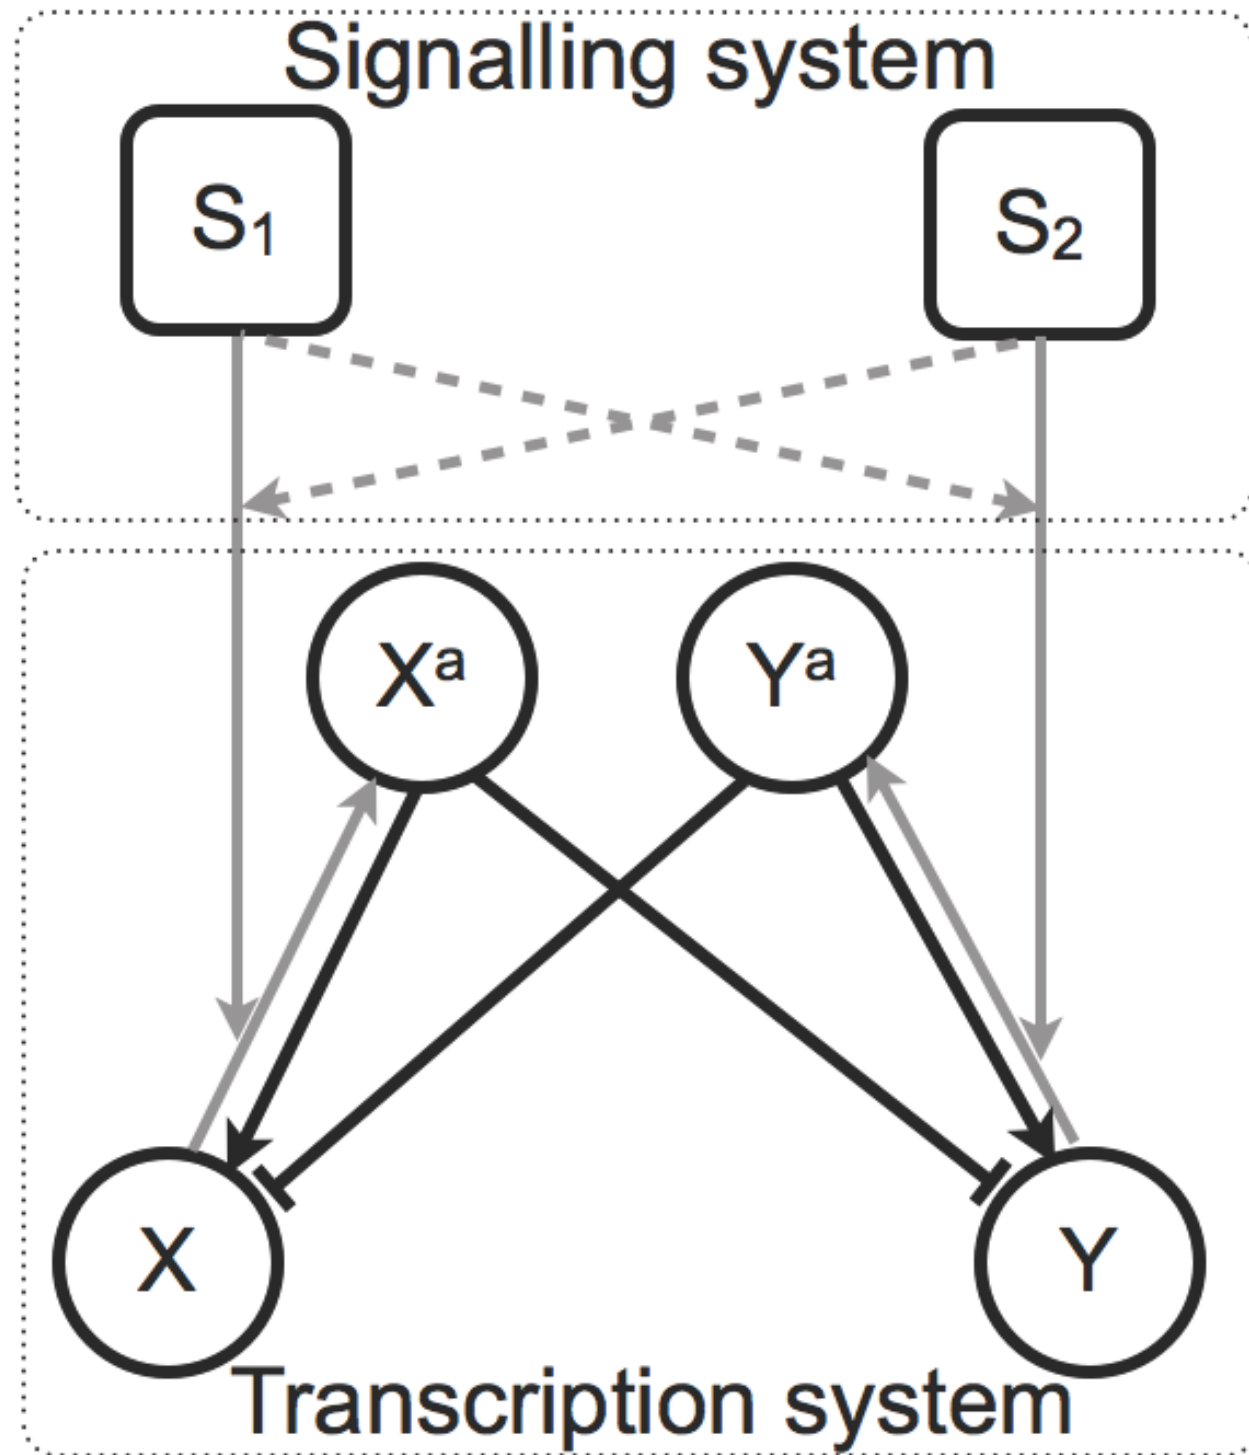 Signalling system
S₁ S₂
Xᵃ Yᵃ
X Y
Transcription system